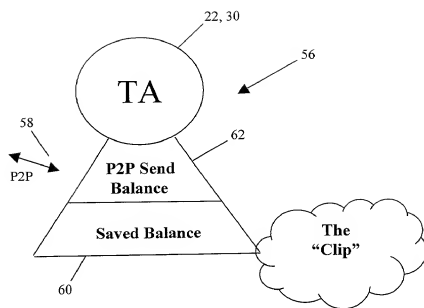 22, 30
56
TA
58
62
P2P
P2P Send
Balance
Saved Balance
The
“Clip”
60